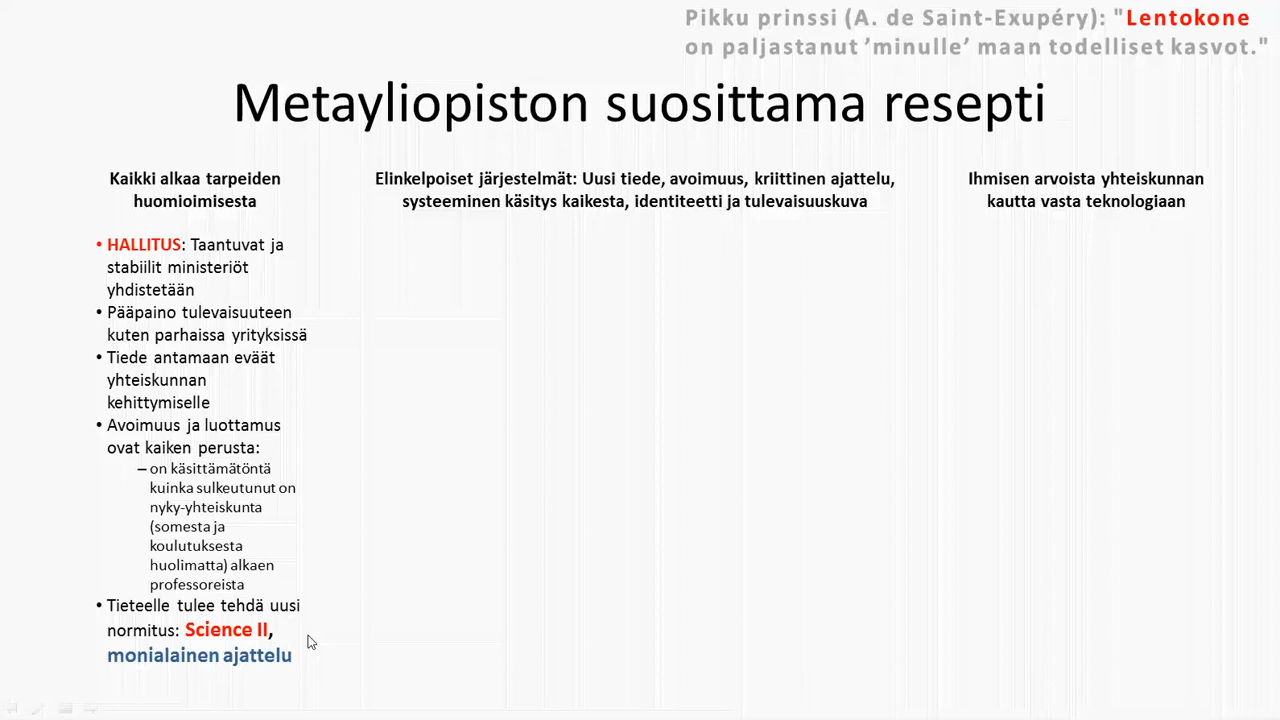 Pikku prinssi (A. de Saint-Exupéry): "Lentokone
on paljastanut ’minulle’ maan todelliset kasvot."
Metayliopiston suosittama resepti
Kaikki alkaa tarpeiden
huomioimisesta
• HALLITUS: Taantuvat ja
stabiilit ministeriöt
yhdistetään
• Pääpaino tulevaisuuteen
kuten parhaissa yrityksissä
• Tiede antamaan eväät
yhteiskunnan
kehittymiselle
• Avoimuus ja luottamus
ovat kaiken perusta:
– on käsittämätöntä
kuinka sulkeutunut on
nyky-yhteiskunta
(somesta ja
koulutuksesta
huolimatta) alkaen
professoreista
• Tieteelle tulee tehdä uusi
normitus: Science II,
monialainen ajattelu
Elinkelpoiset järjestelmät: Uusi tiede, avoimuus, kriittinen ajattelu,
systeeminen käsitys kaikesta, identiteetti ja tulevaisuuskuva
Ihmisen arvoista yhteiskunnan
kautta vasta teknologiaan